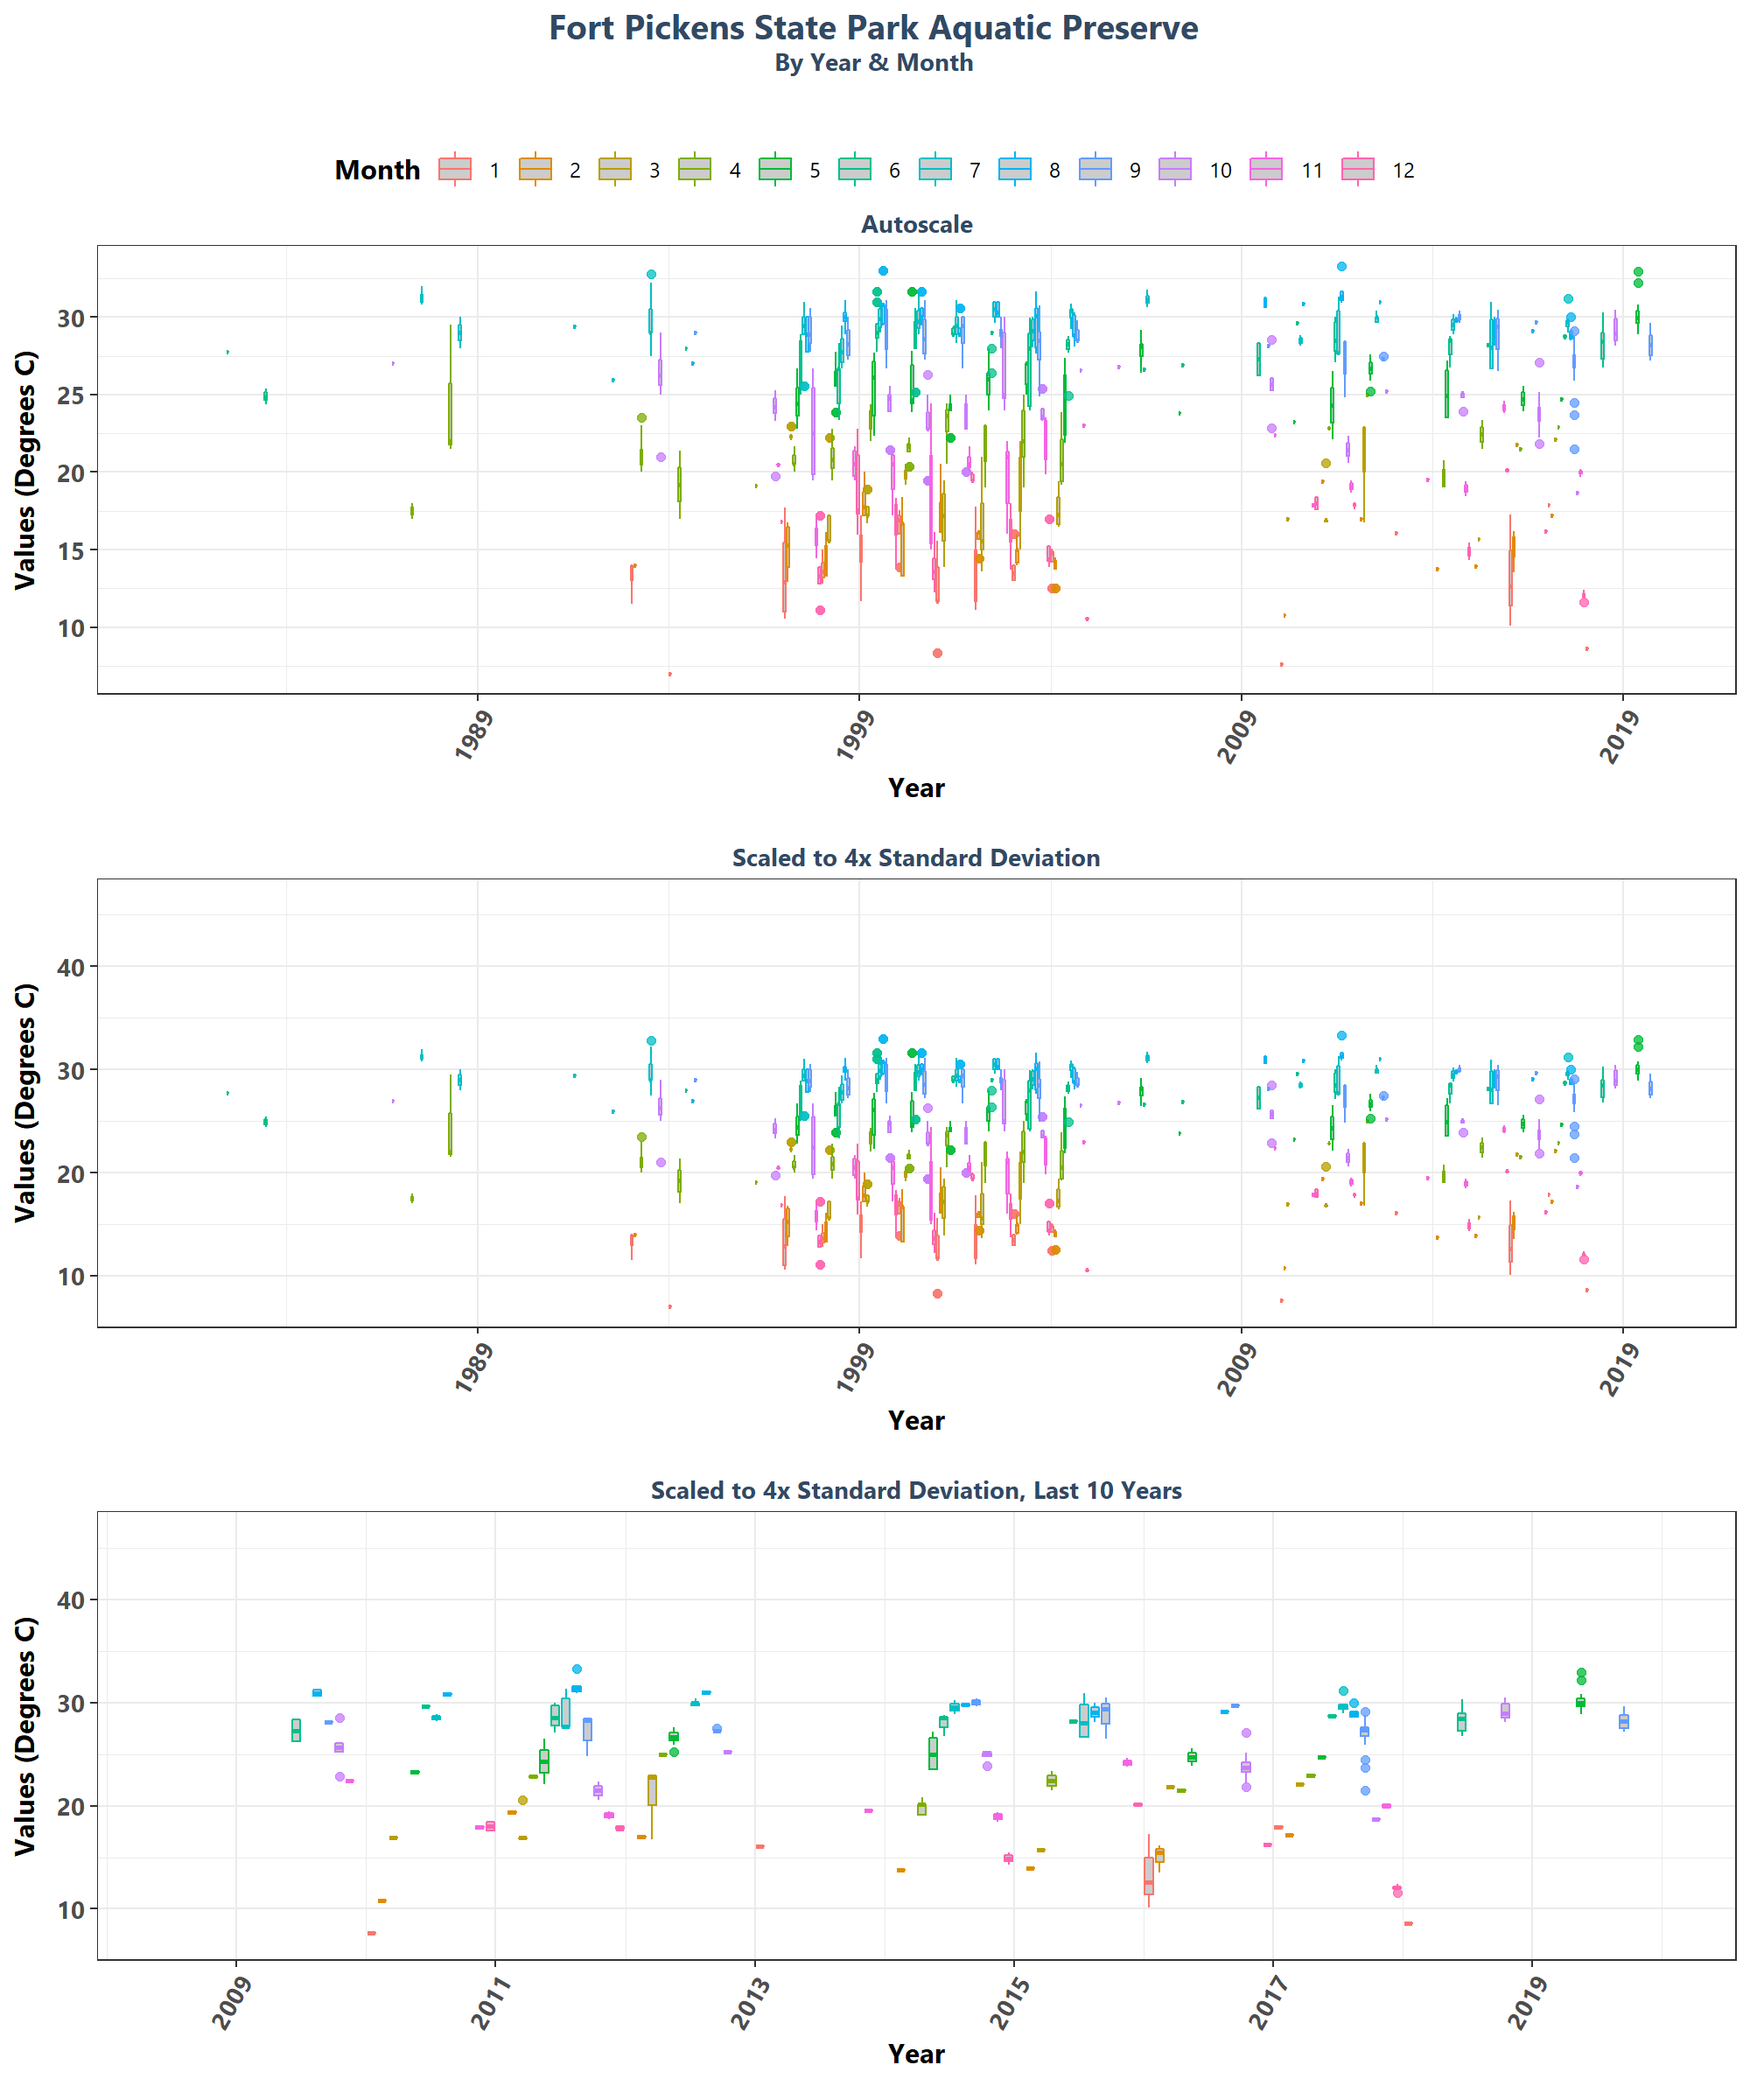 Fort Pickens State Park Aquatic Preserve
By Year & Month
Month 1 2 3 4 5 6 7 8 9 10 11 12
Autoscale
Values (Degrees C)
30
25
20
15
10
1989 1999 2009 2019
Year
Scaled to 4x Standard Deviation
Values (Degrees C)
40
30
20
10
1989 1999 2009 2019
Year
Scaled to 4x Standard Deviation, Last 10 Years
Values (Degrees C)
40
30
20
10
2009 2011 2013 2015 2017 2019
Year